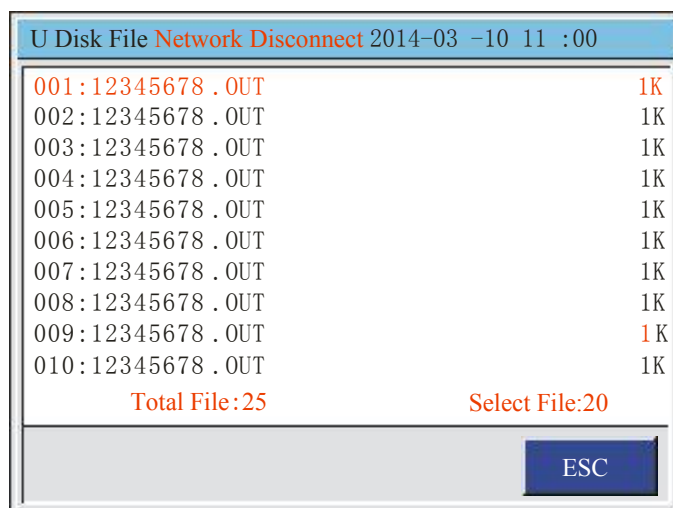 U Disk File Network Disconnect 2014-03 -10 11 :00
001:12345678.OUT 1K
002:12345678.OUT 1K
003:12345678.OUT 1K
004:12345678.OUT 1K
005:12345678.OUT 1K
006:12345678.OUT 1K
007:12345678.OUT 1K
008:12345678.OUT 1K
009:12345678.OUT 1K
010:12345678.OUT 1K
Total File:25 Select File:20
ESC